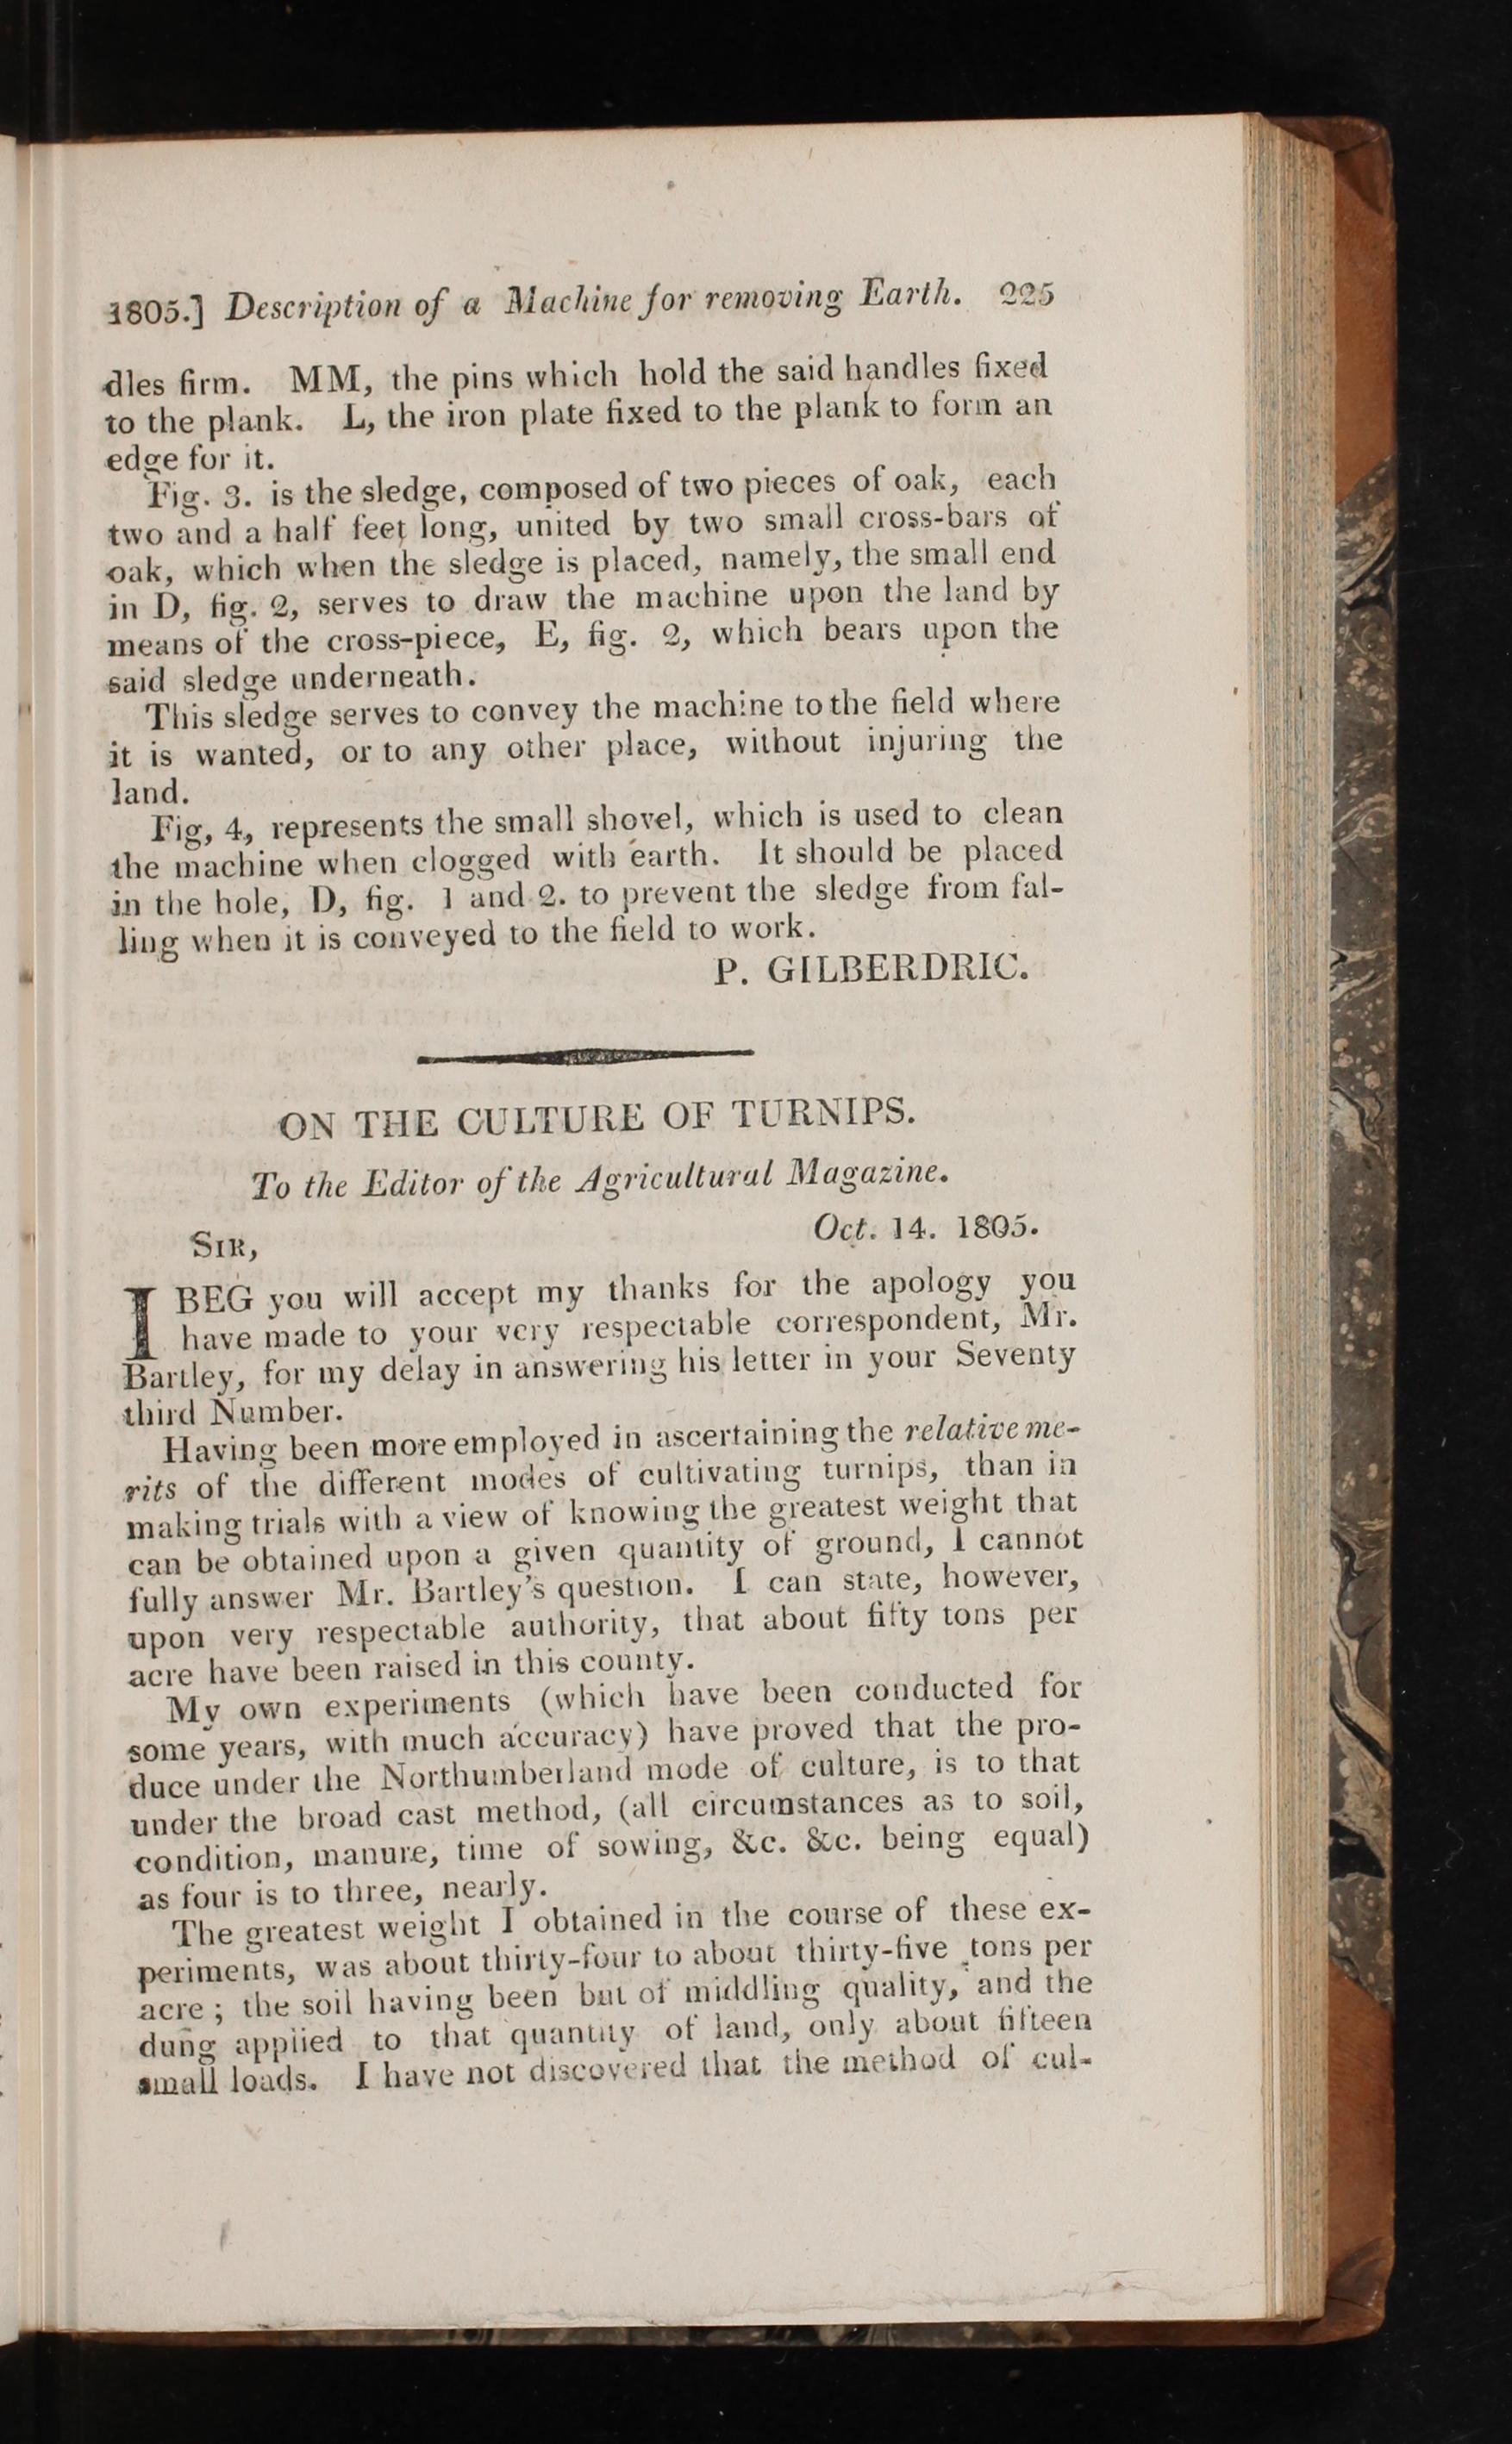 1805.] Description of a Machine for removing Earth. 225
dles firm. MM, the pins which hold the said handles fixed
to the plank. L, the iron plate fixed to the plank to form an
edge for it.
Fig. 3. is the sledge, composed of two pieces of oak, each
two and a half feet long, united by two small cross-bars of
oak, which when the sledge is placed, namely, the small end
in D, fig. 2, serves to draw the machine upon the land by
means of the cross-piece, E, fig. 2, which bears upon the
said sledge underneath.
This sledge serves to convey the machine to the field where
it is wanted, or to any other place, without injuring the
land.
Fig, 4, represents the small shovel, which is used to clean
the machine when clogged with earth. It should be placed
in the hole, D, fig. 1 and 2. to prevent the sledge from fal-
ling when it is conveyed to the field to work.
P. GILBERDRIC.
ON THE CULTURE OF TURNIPS.
To the Editor of the Agricultural Magazine.
Oct. 14. 1805.
SIR,
I BEG you will accept my thanks for the apology you
have made to your very respectable correspondent, Mr.
Bartley, for my delay in answering his letter in your Seventy
third Number.
Having been more employed in ascertaining the relative me-
rits of the different modes of cultivating turnips, than in
making trials with a view of knowing the greatest weight that
can be obtained upon a given quantity of ground, I cannot
fully answer Mr. Bartley's question. I can state, however,
upon very respectable authority, that about fifty tons per
acre have been raised in this county.
My own experiments (which have been conducted for
some years, with much accuracy) have proved that the pro-
duce under the Northumberland mode of culture, is to that
under the broad cast method, (all circumstances as to soil,
condition, manure, time of sowing, &c. &c. being equal)
as four is to three, nearly.
The greatest weight I obtained in the course of these ex-
periments, was about thirty-four to about thirty-five tons per
acre; the soil having been but of middling quality, and the
dung applied to that quantity of land, only about fifteen
small loads. I have not discovered that the method of cul-